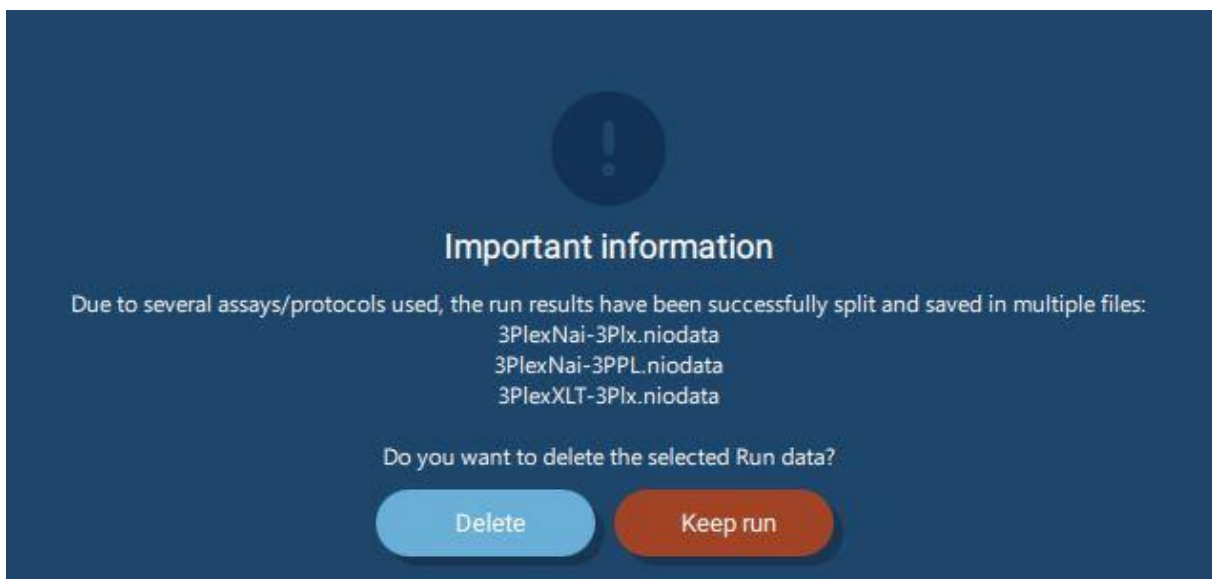 Important information
Due to several assays/protocols used, the run results have been successfully split and saved in multiple files:
3PlexNai-3Plx.niodata
3PlexNai-3PPL.niodata
3PlexXLT-3Plx.niodata
Do you want to delete the selected Run data?
Delete
Keep run